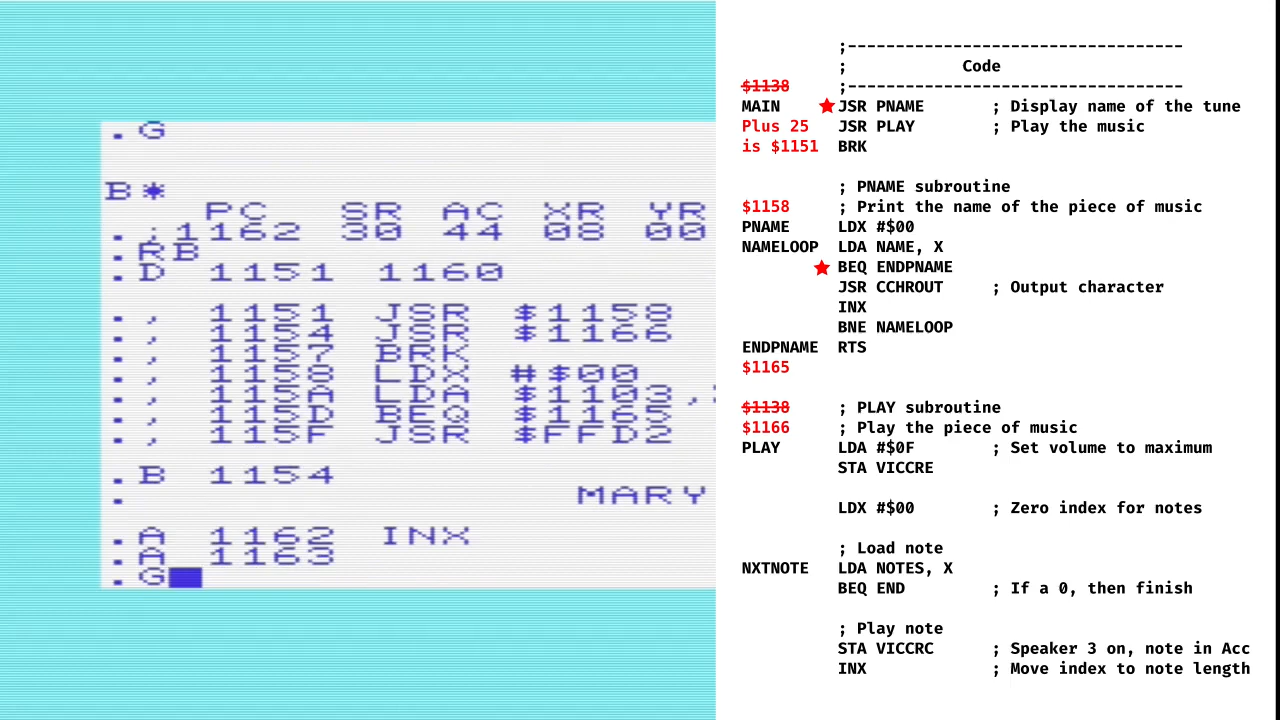 .G
B*
PC SR AC XR YR
.;1162 30 44 08 00
.RB
.D 1151 1160
., 1151 JSR $1158
., 1154 JSR $1166
., 1157 BRK
., 1158 LDX #$00
., 115A LDA $1103,
., 115D BEQ $1165
., 115F JSR $FFD2
.B 1154
. MARY
.A 1162 INX
.A 1163
.G
;-----------------------------------
; Code
$1138 ;-----------------------------------
MAIN JSR PNAME ; Display name of the tune
Plus 25 JSR PLAY ; Play the music
is $1151 BRK
; PNAME subroutine
$1158 ; Print the name of the piece of music
PNAME LDX #$00
NAMELOOP LDA NAME, X
BEQ ENDPNAME
JSR CCHROUT ; Output character
INX
BNE NAMELOOP
ENDPNAME RTS
$1165
$1138 ; PLAY subroutine
$1166 ; Play the piece of music
PLAY LDA #$0F ; Set volume to maximum
STA VICCRE
LDX #$00 ; Zero index for notes
; Load note
NXTNOTE LDA NOTES, X
BEQ END ; If a 0, then finish
; Play note
STA VICCRC ; Speaker 3 on, note in Acc
INX ; Move index to note length